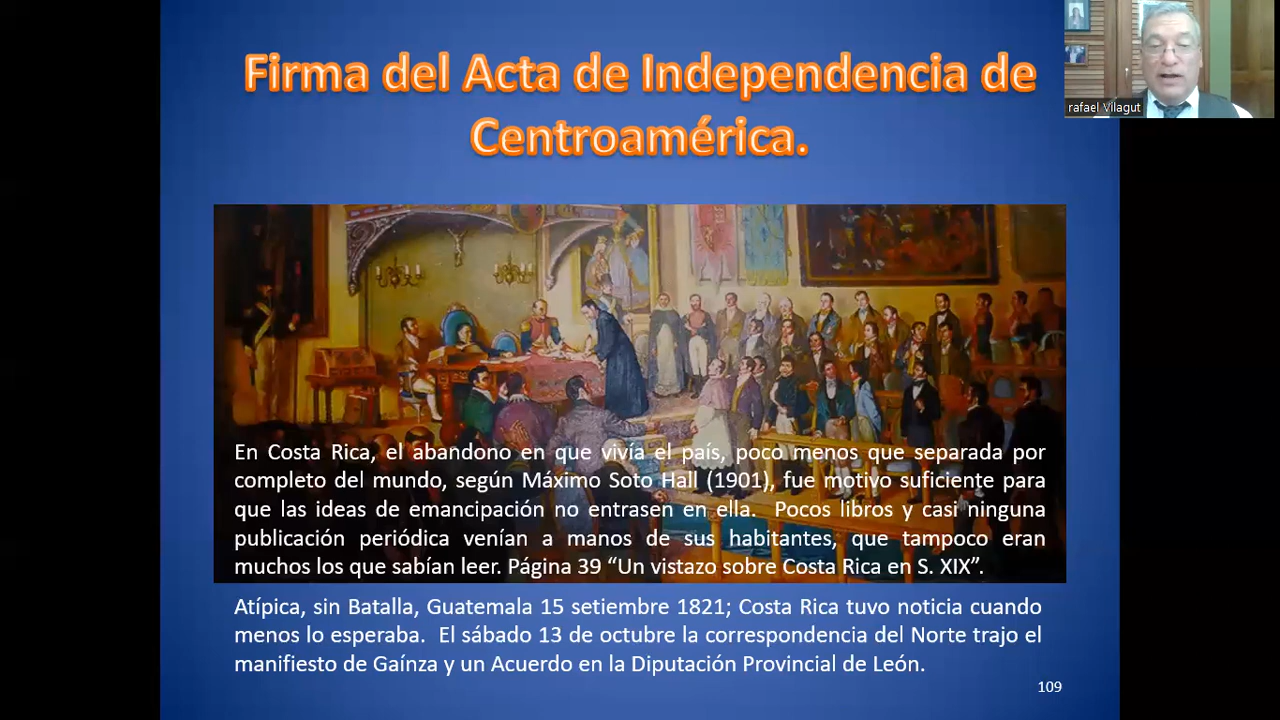 Firma del Acta de Independencia de
Centroamérica.
rafael Vilagut
En Costa Rica, el abandono en que vivía el país, poco menos que separada por
completo del mundo, según Máximo Soto Hall (1901), fue motivo suficiente para
que las ideas de emancipación no entrasen en ella. Pocos libros y casi ninguna
publicación periódica venían a manos de sus habitantes, que tampoco eran
muchos los que sabían leer. Página 39 “Un vistazo sobre Costa Rica en S. XIX”.
Atípica, sin Batalla, Guatemala 15 setiembre 1821; Costa Rica tuvo noticia cuando
menos lo esperaba. El sábado 13 de octubre la correspondencia del Norte trajo el
manifiesto de Gaínza y un Acuerdo en la Diputación Provincial de León.
109